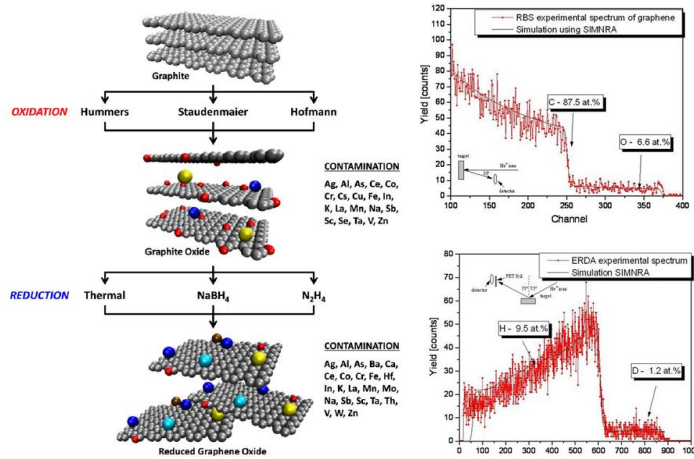 Graphite
OXIDATION
Hummers Staudenmaier Hofmann
CONTAMINATION
Ag, Al, As, Ce, Co,
Cr, Cs, Cu, Fe, In,
K, La, Mn, Na, Sb,
Sc, Se, Ta, V, Zn
Graphite Oxide
REDUCTION
Thermal NaBH4 N2H4
CONTAMINATION
Ag, Al, As, Ba, Ca,
Ce, Co, Cr, Fe, Hf,
In, K, La, Mn, Mo,
Na, Sb, Sc, Ta, Th,
V, W, Zn
Reduced Graphene Oxide
RBS experimental spectrum of graphene
Simulation using SIMNRA
Yield [counts]
100
90
80
70
60
50
40
30
20
10
0
C - 87.5 at.%
O - 6.6 at.%
target
He+ ions
detector
100 150 200 250 300 350 400
Channel
ERDA experimental spectrum
Simulation SIMNRA
Yield [counts]
80
70
60
50
40
30
20
10
0
PET foil
detector
75° 75°
He+ ions
target
H - 9.5 at.%
D - 1.2 at.%
0 100 200 300 400 500 600 700 800 900 1000